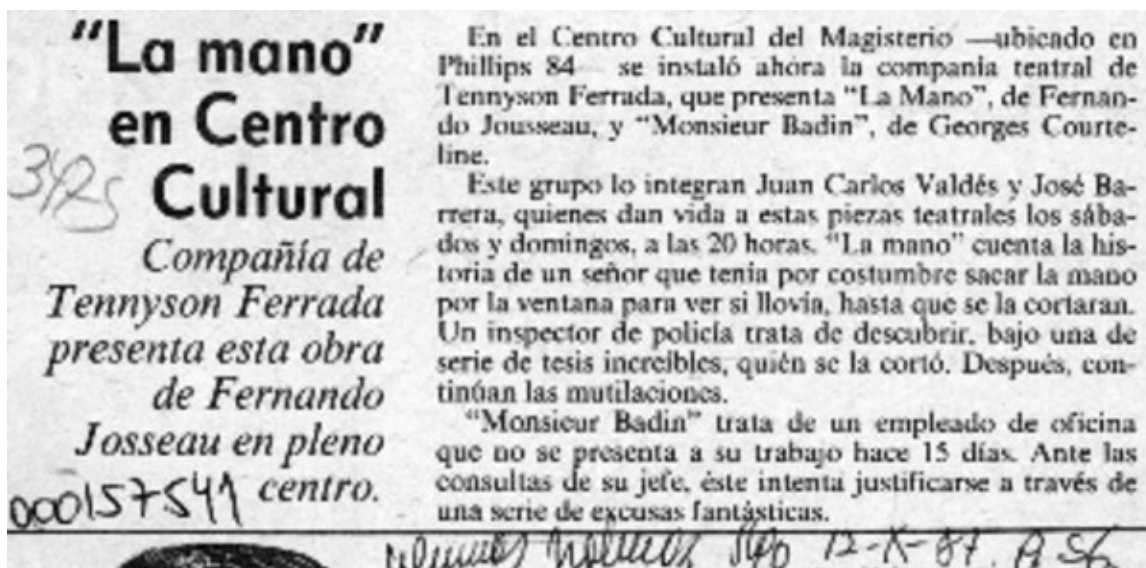 "La mano"
en Centro
Cultural
3425
Compañía de
Tennyson Ferrada
presenta esta obra
de Fernando
Josseau en pleno
centro.
000157541
En el Centro Cultural del Magisterio —ubicado en
Phillips 84— se instaló ahora la compañía teatral de
Tennyson Ferrada, que presenta "La Mano", de Fernan-
do Jousseau, y "Monsieur Badin", de Georges Courte-
line.
Este grupo lo integran Juan Carlos Valdés y José Ba-
rrera, quienes dan vida a estas piezas teatrales los sába-
dos y domingos, a las 20 horas. "La mano" cuenta la his-
toria de un señor que tenía por costumbre sacar la mano
por la ventana para ver si llovía, hasta que se la cortaran.
Un inspector de policía trata de descubrir, bajo una de
serie de tesis increíbles, quién se la cortó. Después, con-
tinúan las mutilaciones.
"Monsieur Badin" trata de un empleado de oficina
que no se presenta a su trabajo hace 15 días. Ante las
consultas de su jefe, éste intenta justificarse a través de
una serie de excusas fantásticas.